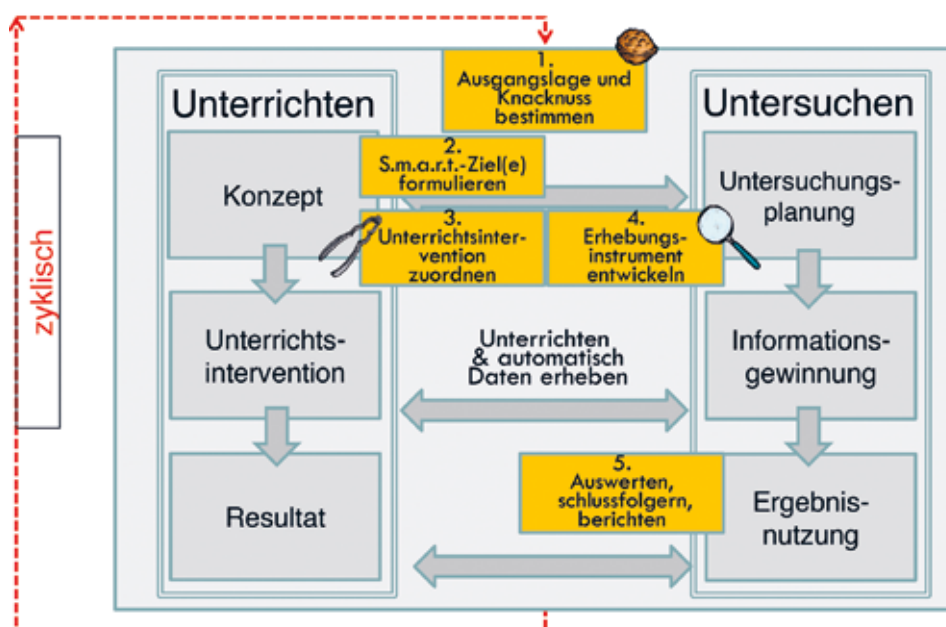 zyklisch
1.
Ausgangslage und
Knacknuss
bestimmen
Unterrichten
Untersuchen
2.
S.m.a.r.t.-Ziel(e)
formulieren
Konzept
Untersuchungs-
planung
3.
Unterrichtsinter-
vention
zuordnen
4.
Erhebungs-
instrument
entwickeln
Unterrichts-
intervention
Unterrichten
& automatisch
Daten erheben
Informations-
gewinnung
5.
Auswerten,
schlussfolgern,
berichten
Resultat
Ergebnis-
nutzung